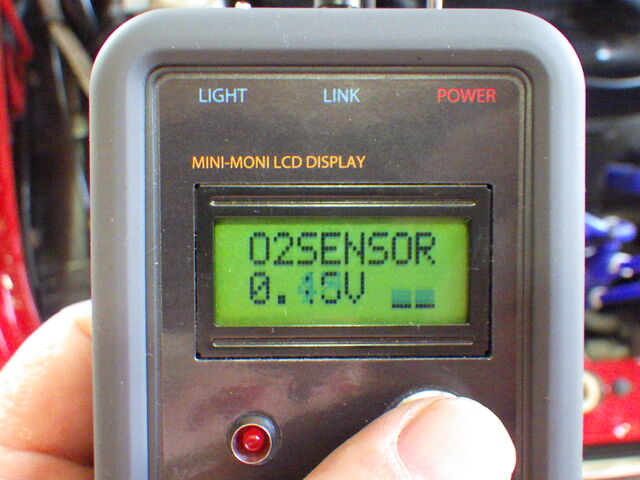 LIGHT LINK POWER
MINI-MONI LCD DISPLAY
O2SENSOR
0.45V